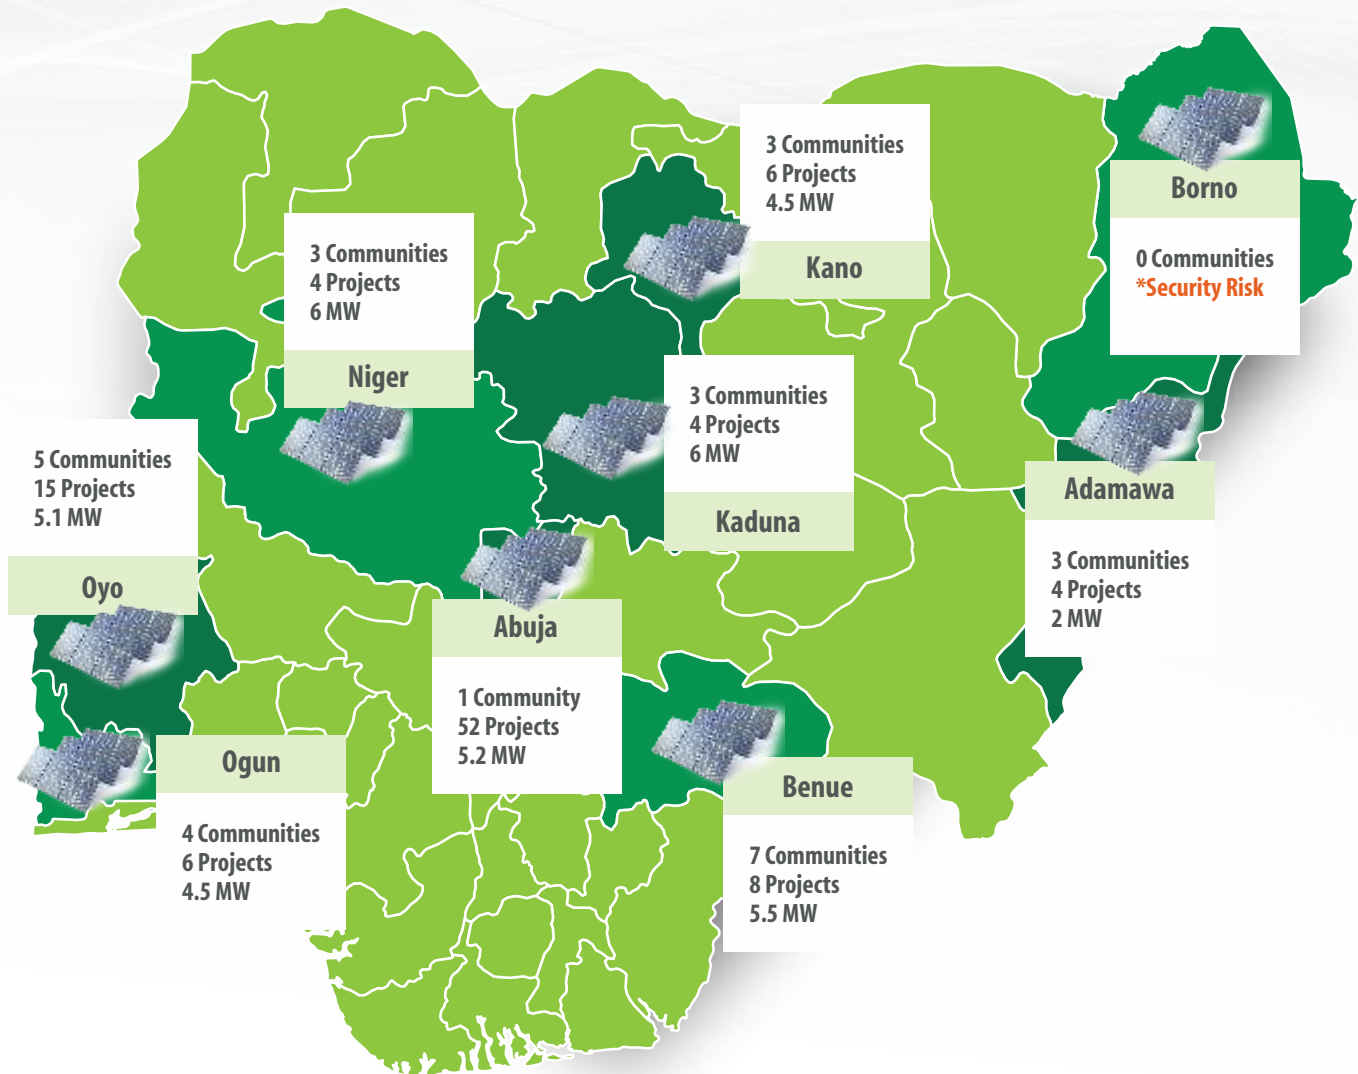 3 Communities
6 Projects
4.5 MW
Kano
Borno
0 Communities
*Security Risk
3 Communities
4 Projects
6 MW
Niger
3 Communities
4 Projects
6 MW
Kaduna
5 Communities
15 Projects
5.1 MW
Oyo
Adamawa
3 Communities
4 Projects
2 MW
Abuja
1 Community
52 Projects
5.2 MW
Ogun
4 Communities
6 Projects
4.5 MW
Benue
7 Communities
8 Projects
5.5 MW